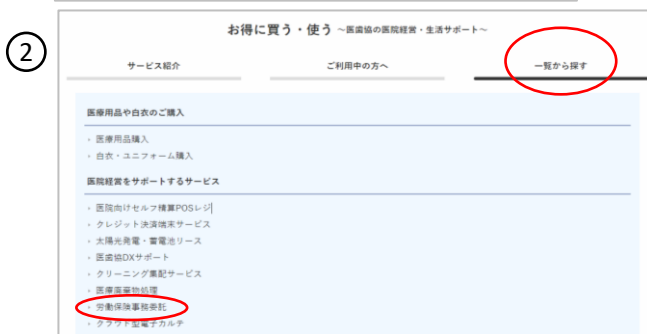 ②
お得に買う・使う ～医歯協の医院経営・生活サポート～
サービス紹介 ご利用中の方へ 一覧から探す
医療用品や白衣のご購入
› 医療用品購入
› 白衣・ユニフォーム購入
医院経営をサポートするサービス
› 医院向けセルフ精算POSレジ
› クレジット決済端末サービス
› 太陽光発電・蓄電池リース
› 医歯協DXサポート
› クリーニング集配サービス
› 医療廃棄物処理
› 労働保険事務委託
› クラウド型電子カルテ